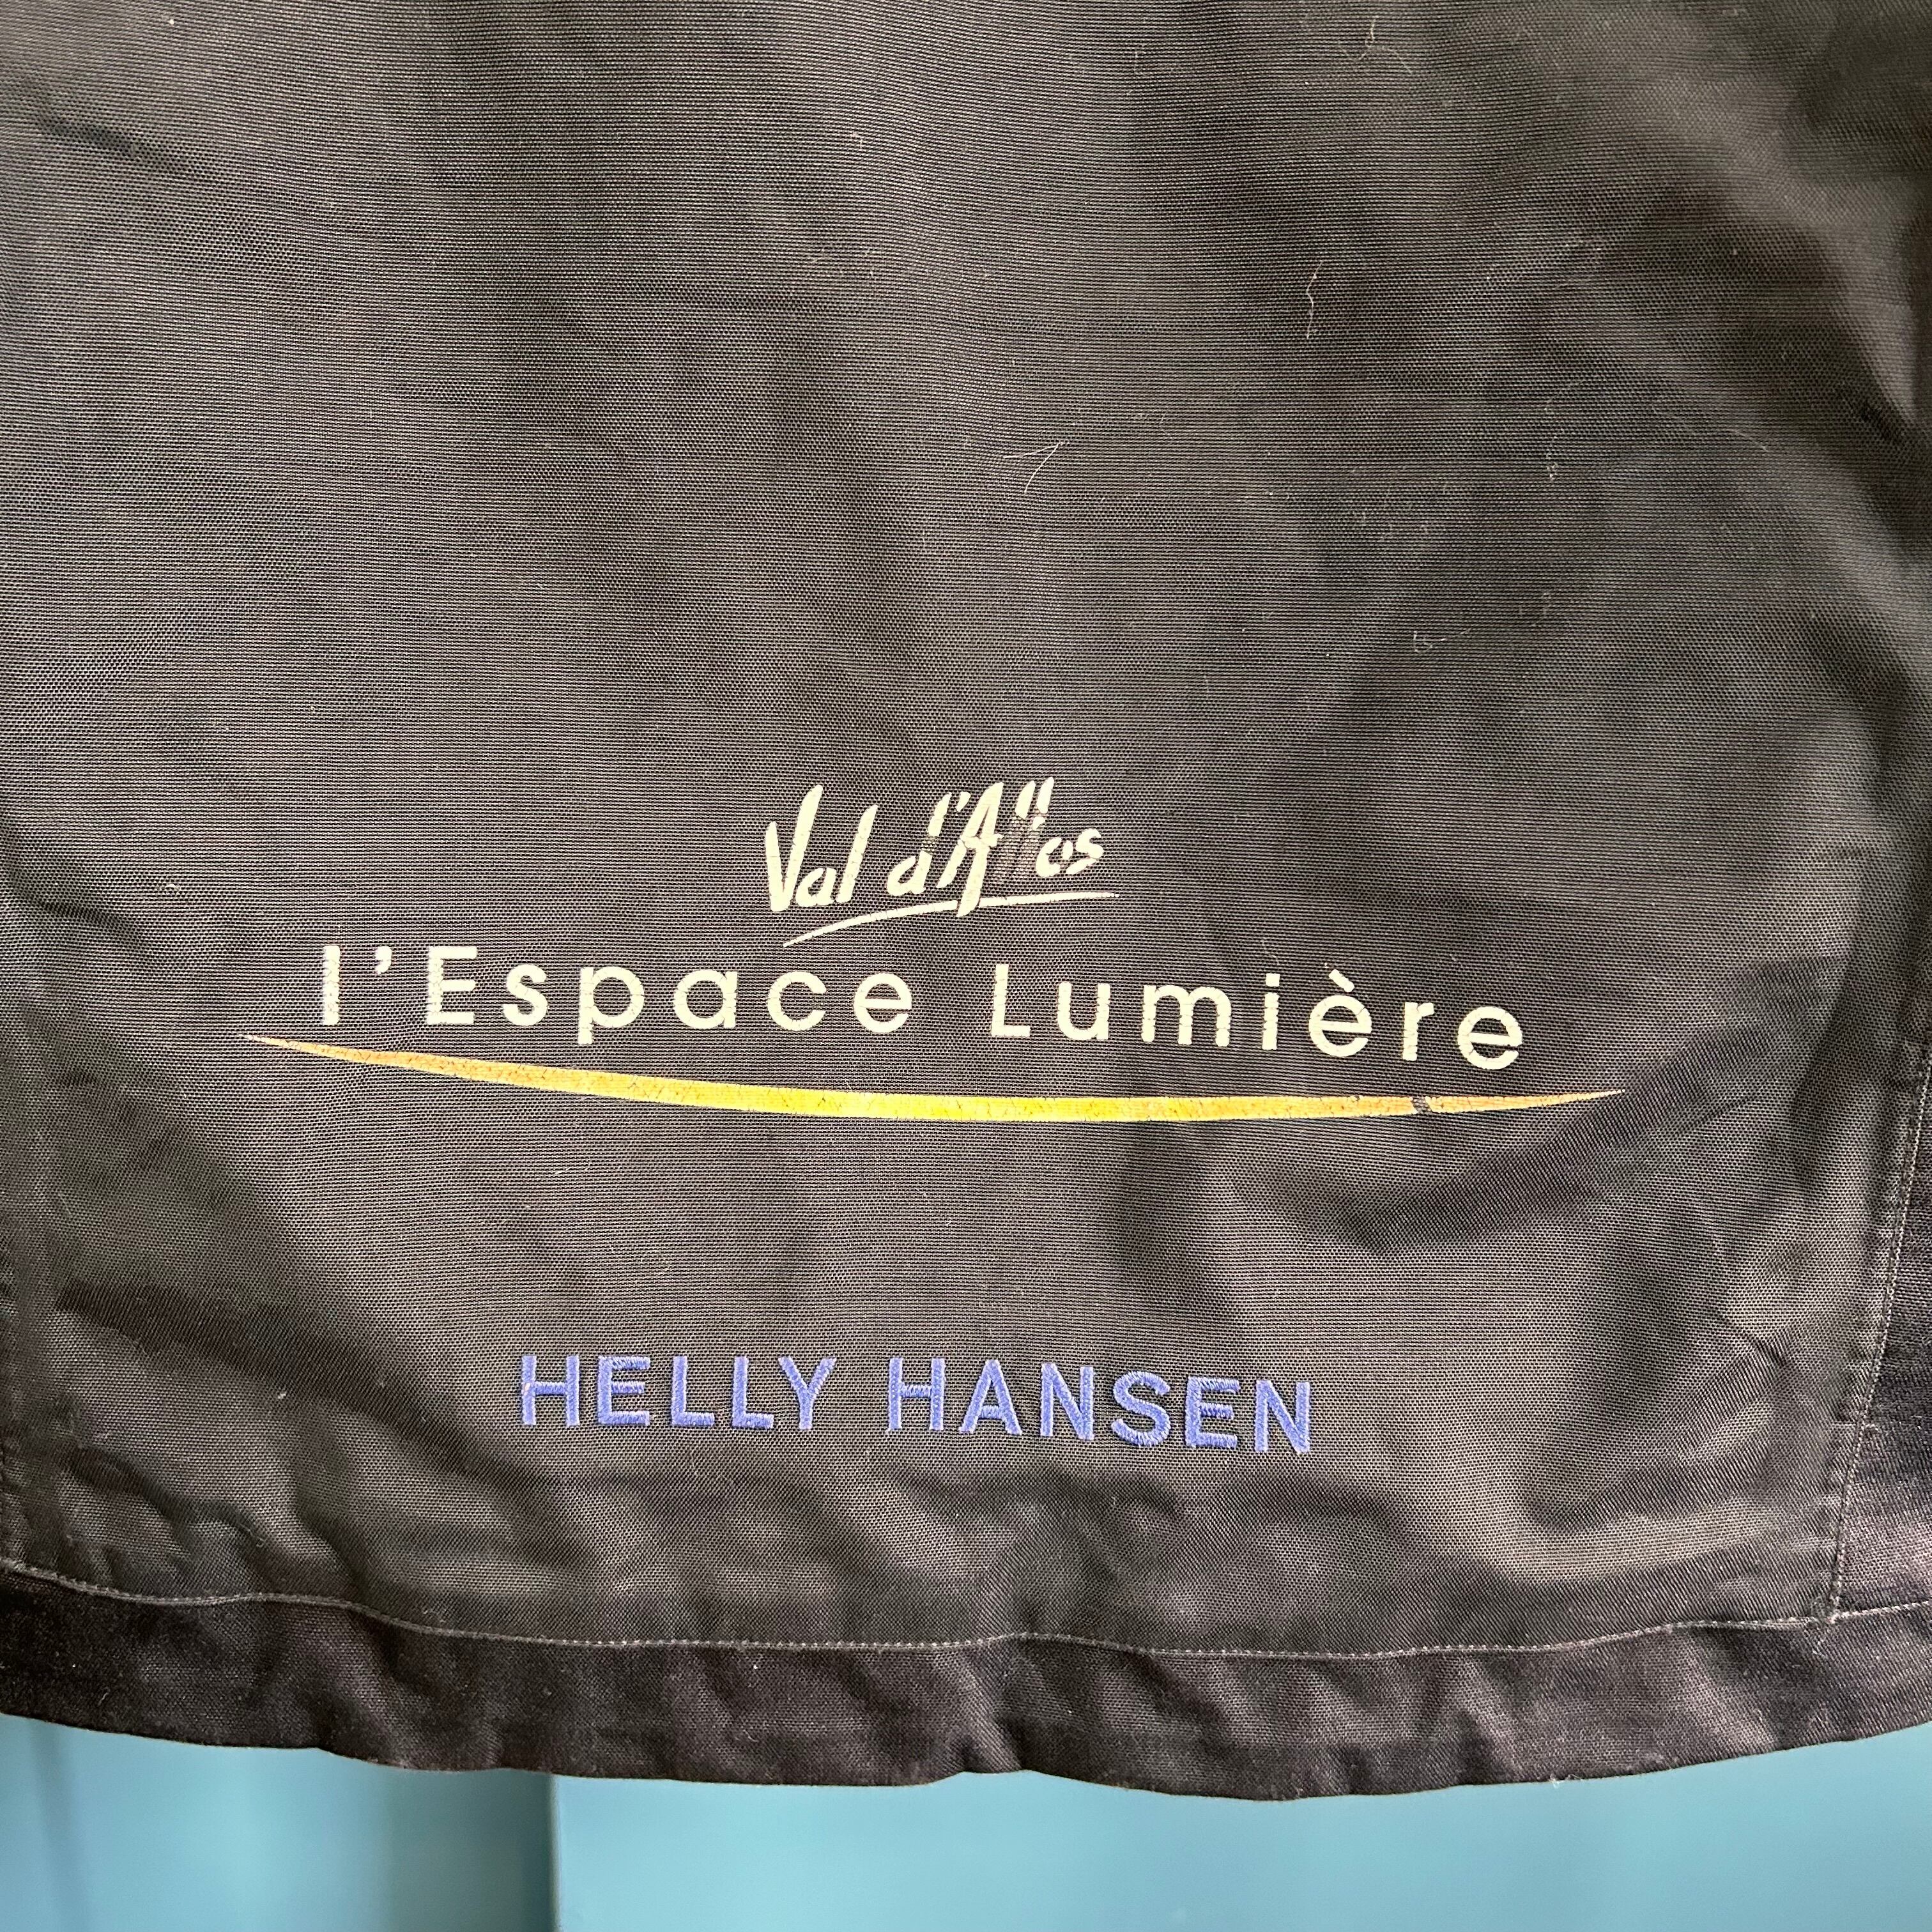 Val d'Allos
l'Espace Lumière
HELLY HANSEN